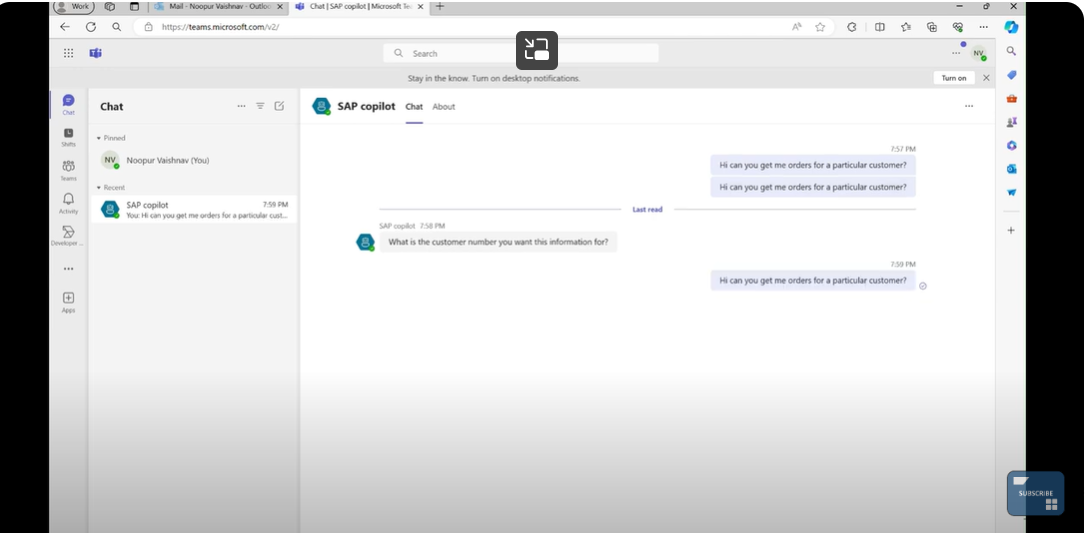 Work
Mail - Noopur Vaishnav - Outloo
Chat | SAP copilot | Microsoft Te
https://teams.microsoft.com/v2/
Search
NV
Stay in the know. Turn on desktop notifications.
Turn on
Chat
Shifts
Teams
Activity
Developer ...
Apps
Chat
Pinned
NV
Noopur Vaishnav (You)
Recent
SAP copilot 7:59 PM
You: Hi can you get me orders for a particular cust...
SAP copilot Chat About
7:57 PM
Hi can you get me orders for a particular customer?
Hi can you get me orders for a particular customer?
Last read
SAP copilot 7:58 PM
What is the customer number you want this information for?
7:59 PM
Hi can you get me orders for a particular customer?
SUBSCRIBE